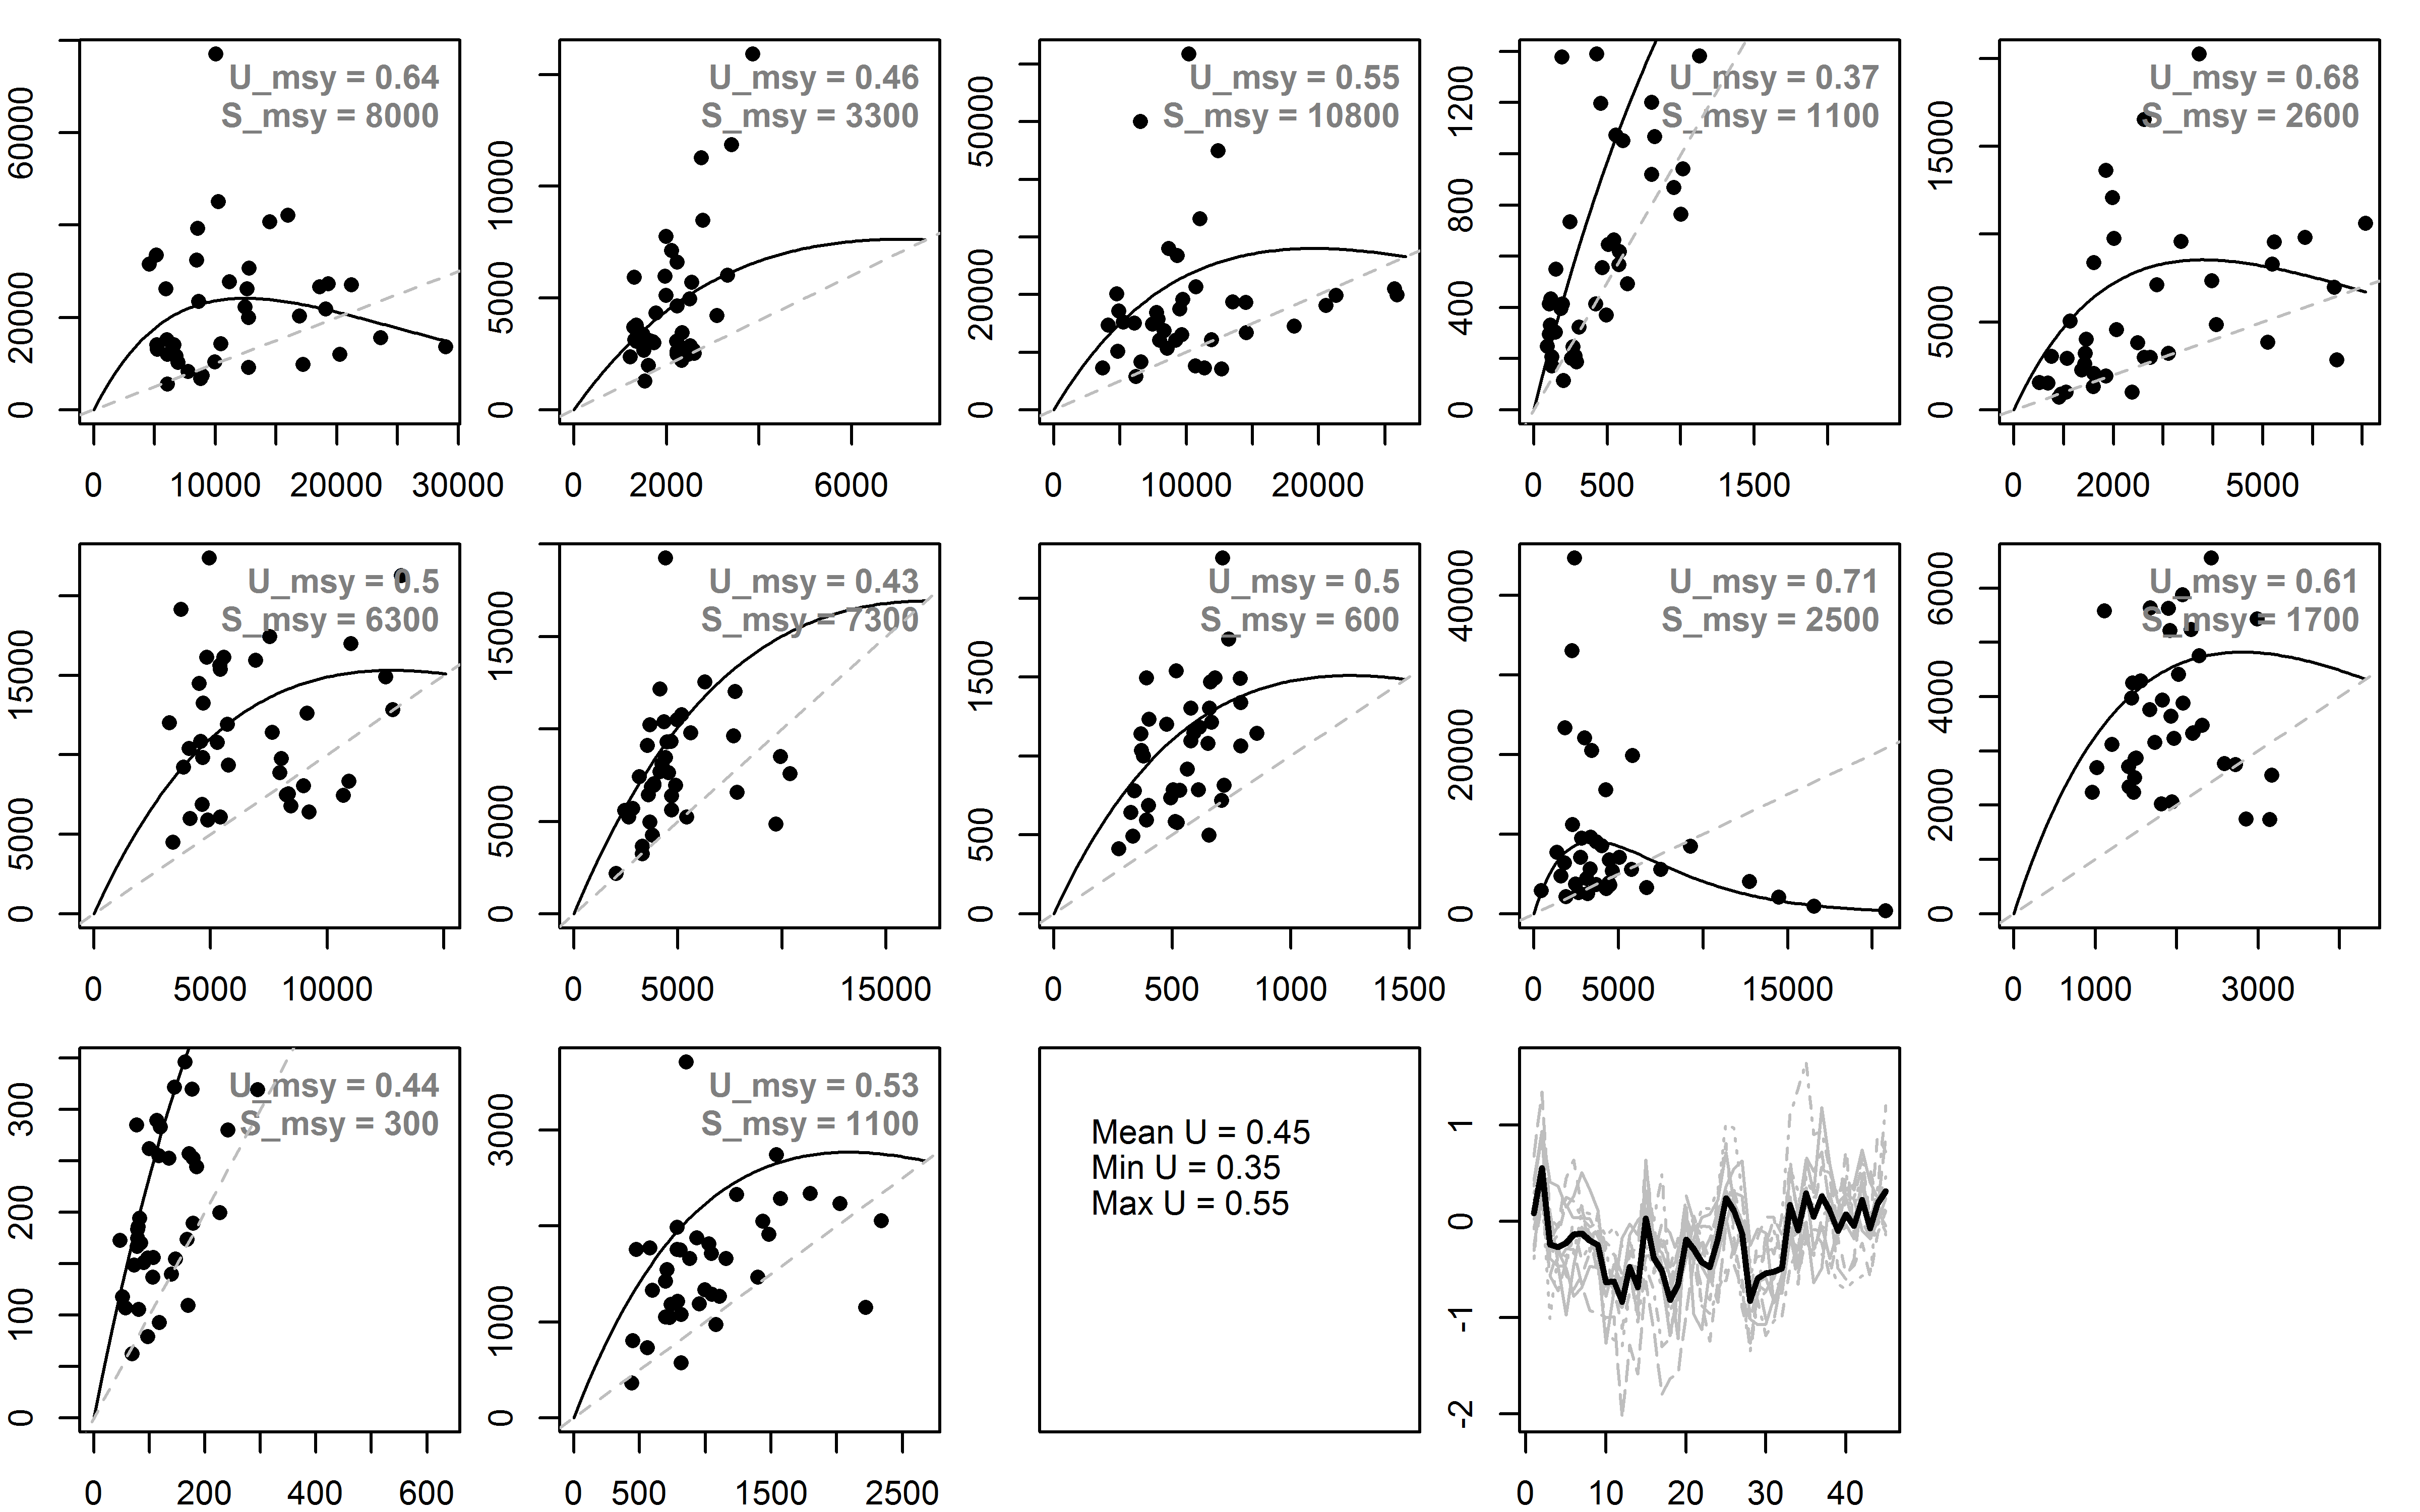 U_msy = 0.64
S_msy = 8000
0 20000 60000
0 10000 20000 30000
U_msy = 0.46
S_msy = 3300
0 5000 10000
0 2000 6000
U_msy = 0.55
S_msy = 10800
0 20000 50000
0 10000 20000
U_msy = 0.37
S_msy = 1100
0 400 800 1200
0 500 1500
U_msy = 0.68
S_msy = 2600
0 5000 15000
0 2000 5000
U_msy = 0.5
S_msy = 6300
0 5000 15000
0 5000 10000
U_msy = 0.43
S_msy = 7300
0 5000 15000
0 5000 15000
U_msy = 0.5
S_msy = 600
0 500 1500
0 500 1000 1500
U_msy = 0.71
S_msy = 2500
0 20000 40000
0 5000 15000
U_msy = 0.61
S_msy = 1700
0 2000 4000 6000
0 1000 3000
U_msy = 0.44
S_msy = 300
0 100 200 300
0 200 400 600
U_msy = 0.53
S_msy = 1100
0 1000 3000
0 500 1500 2500
Mean U = 0.45
Min U = 0.35
Max U = 0.55
-2 -1 0 1
0 10 20 30 40